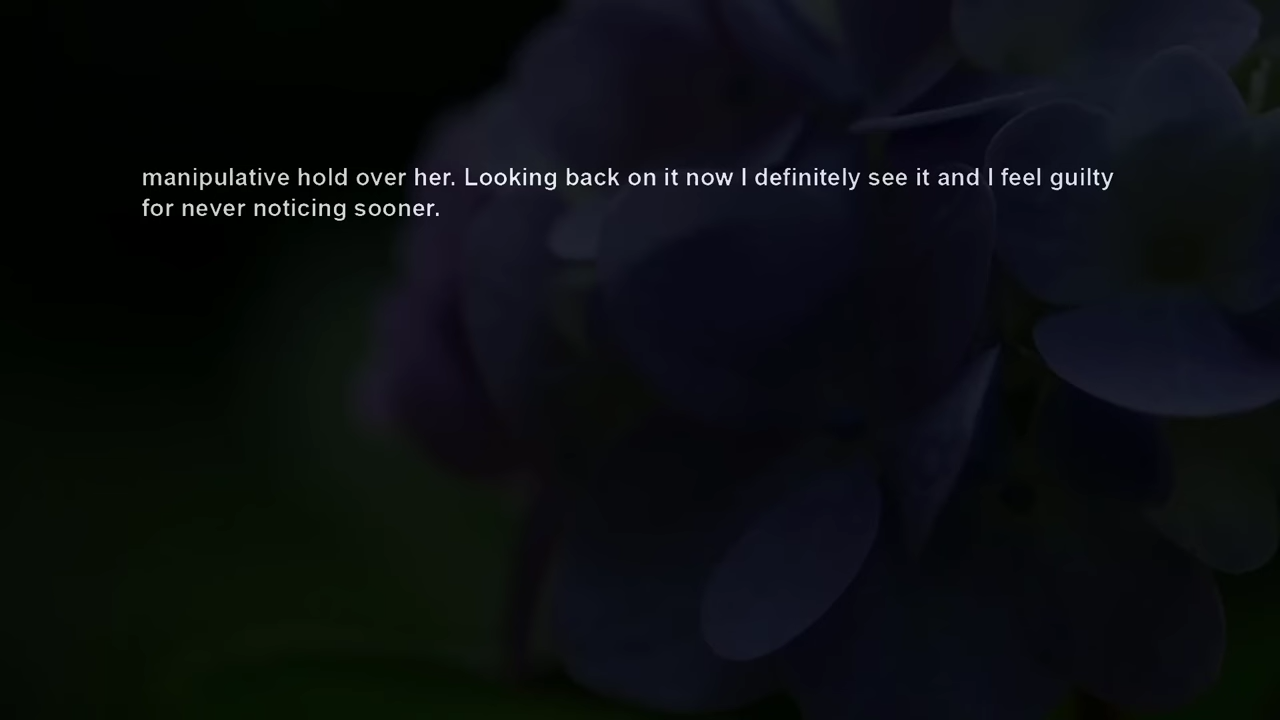 manipulative hold over her. Looking back on it now I definitely see it and I feel guilty
for never noticing sooner.